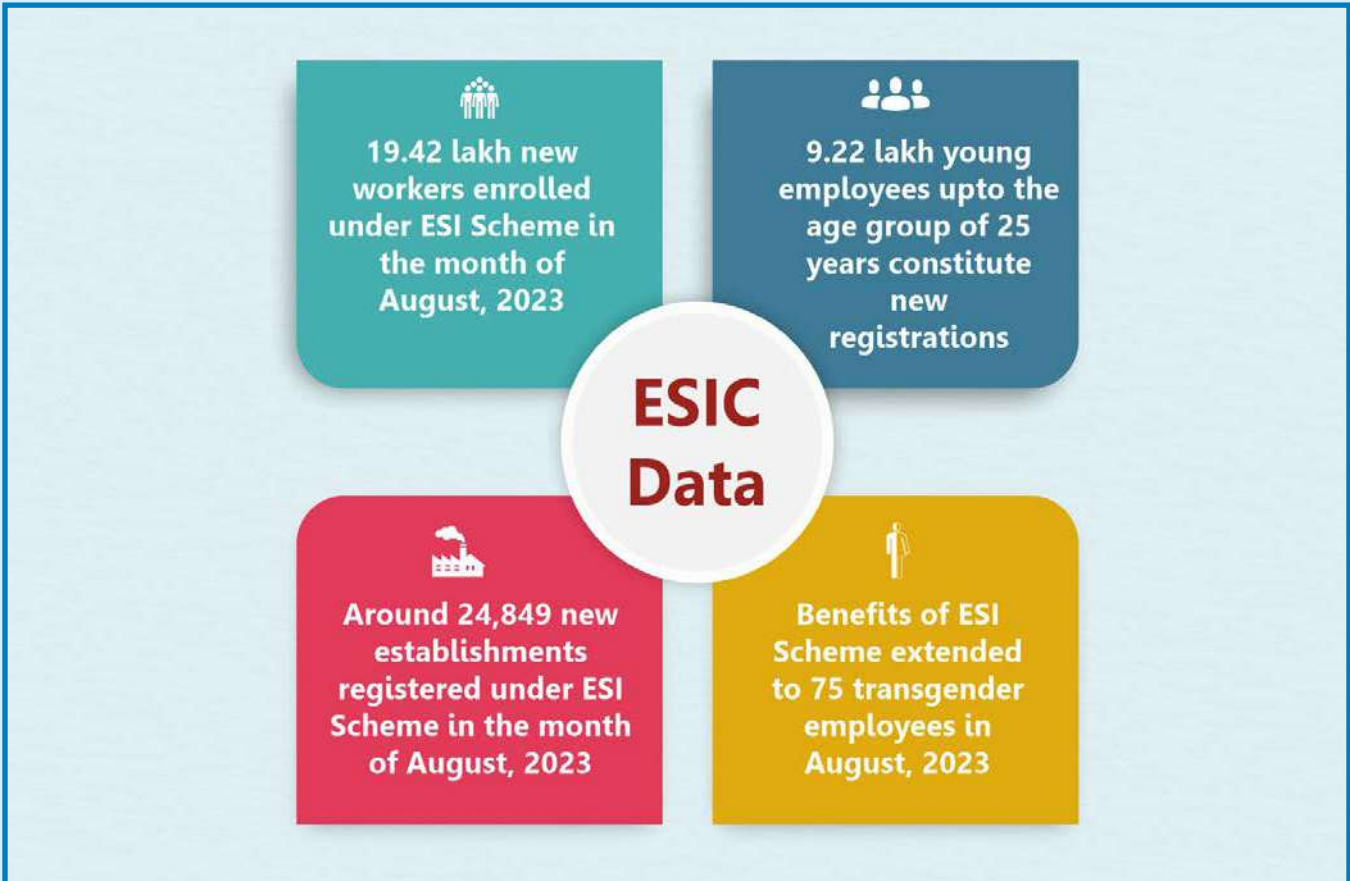 19.42 lakh new
workers enrolled
under ESI Scheme in
the month of
August, 2023
9.22 lakh young
employees upto the
age group of 25
years constitute
new
registrations
ESIC
Data
Around 24,849 new
establishments
registered under ESI
Scheme in the month
of August, 2023
Benefits of ESI
Scheme extended
to 75 transgender
employees in
August, 2023